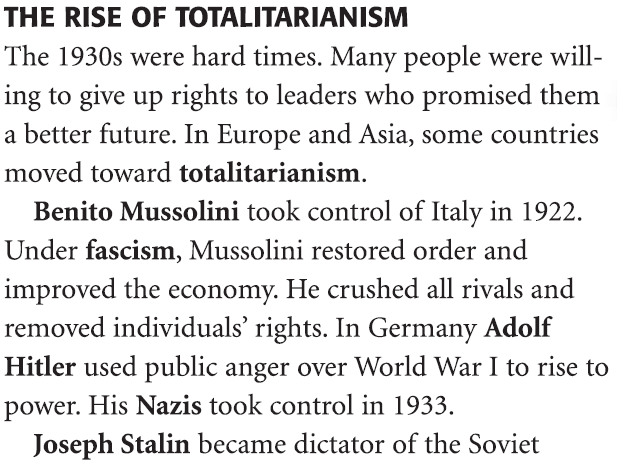 THE RISE OF TOTALITARIANISM
The 1930s were hard times. Many people were will-
ing to give up rights to leaders who promised them
a better future. In Europe and Asia, some countries
moved toward totalitarianism.
Benito Mussolini took control of Italy in 1922.
Under fascism, Mussolini restored order and
improved the economy. He crushed all rivals and
removed individuals’ rights. In Germany Adolf
Hitler used public anger over World War I to rise to
power. His Nazis took control in 1933.
Joseph Stalin became dictator of the Soviet